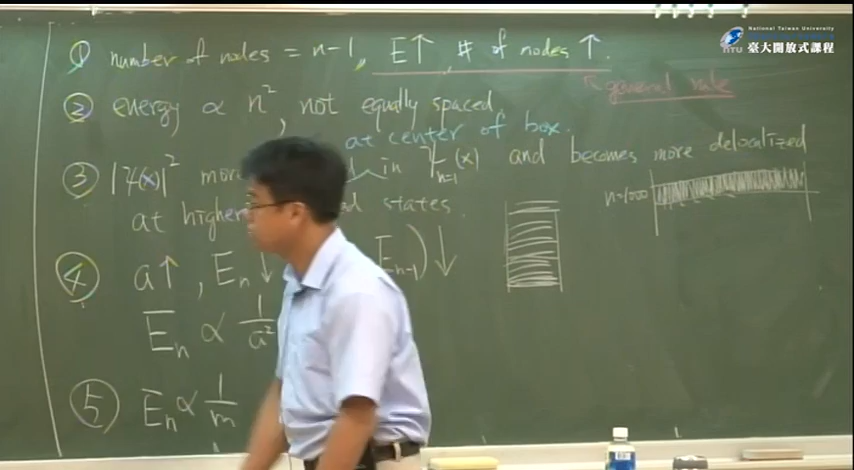 National Taiwan University
NTU 臺大開放式課程
① number of nodes = n-1, E↑ # of nodes ↑.
general rule
② energy ∝ n², not equally spaced.
at center of box.
③ |ψ(x)|² more in ψn=1(x) and becomes more delocalized
at higher states.
n=1000
④ a↑, En↓ En-1)↓
En ∝ 1/a²
⑤ En ∝ 1/m